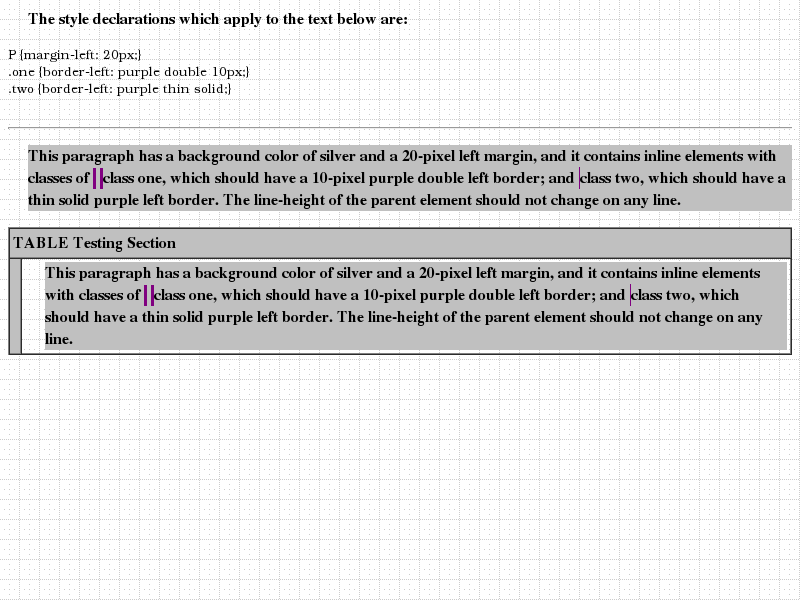 The style declarations which apply to the text below are:
P {margin-left: 20px;}
.one {border-left: purple double 10px;}
.two {border-left: purple thin solid;}
This paragraph has a background color of silver and a 20-pixel left margin, and it contains inline elements with
classes of class one, which should have a 10-pixel purple double left border; and class two, which should have a
thin solid purple left border. The line-height of the parent element should not change on any line.
TABLE Testing Section
This paragraph has a background color of silver and a 20-pixel left margin, and it contains inline elements
with classes of class one, which should have a 10-pixel purple double left border; and class two, which
should have a thin solid purple left border. The line-height of the parent element should not change on any
line.